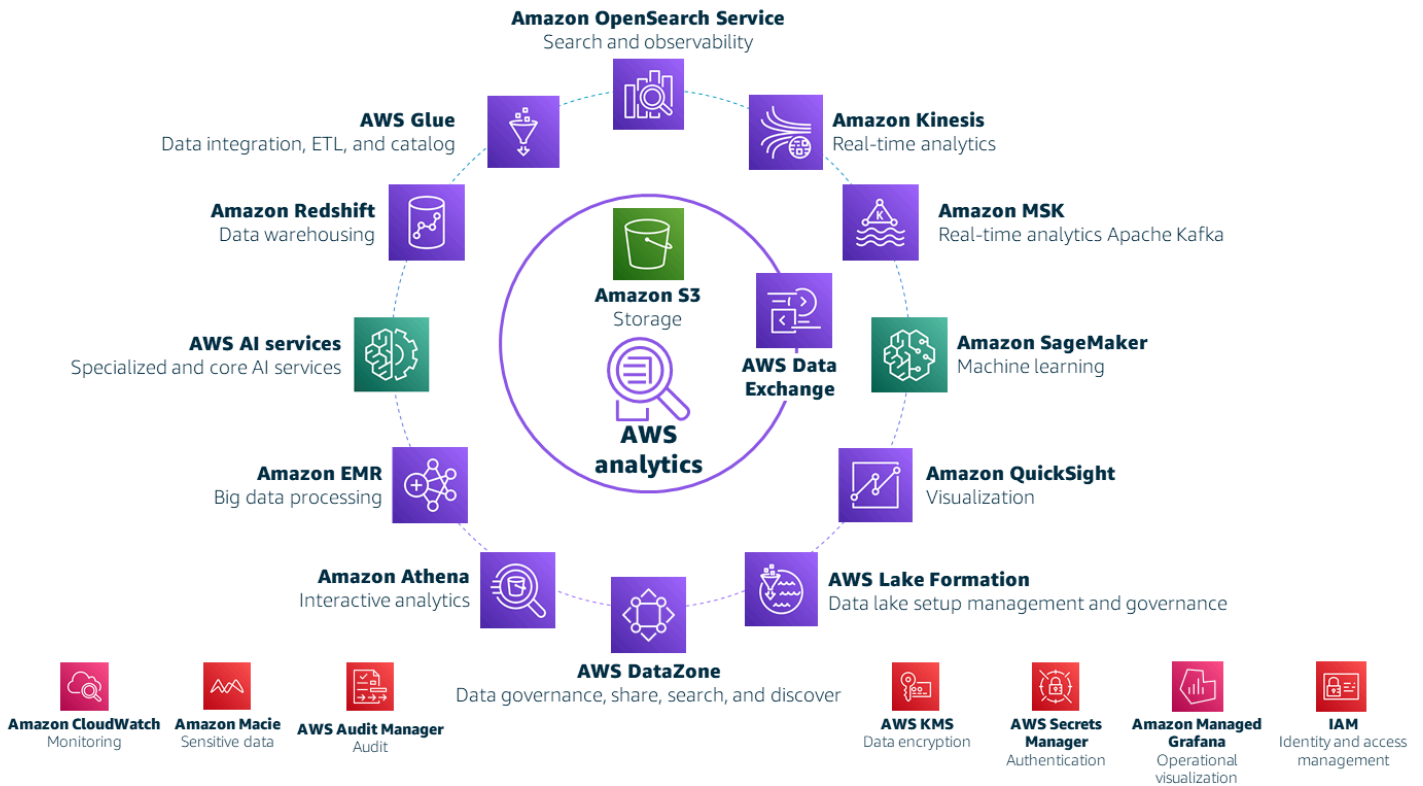 Amazon OpenSearch Service
Search and observability
AWS Glue
Data integration, ETL, and catalog
Amazon Kinesis
Real-time analytics
Amazon Redshift
Data warehousing
K
Amazon MSK
Real-time analytics Apache Kafka
Amazon S3
Storage
AWS Data
Exchange
AWS AI services
Specialized and core AI services
Amazon SageMaker
Machine learning
AWS
analytics
Amazon EMR
Big data processing
Amazon QuickSight
Visualization
Amazon Athena
Interactive analytics
AWS Lake Formation
Data lake setup management and governance
AWS DataZone
Data governance, share, search, and discover
Amazon CloudWatch
Monitoring
Amazon Macie
Sensitive data
AWS Audit Manager
Audit
AWS KMS
Data encryption
AWS Secrets
Manager
Authentication
Amazon Managed
Grafana
Operational
visualization
IAM
Identity and access
management